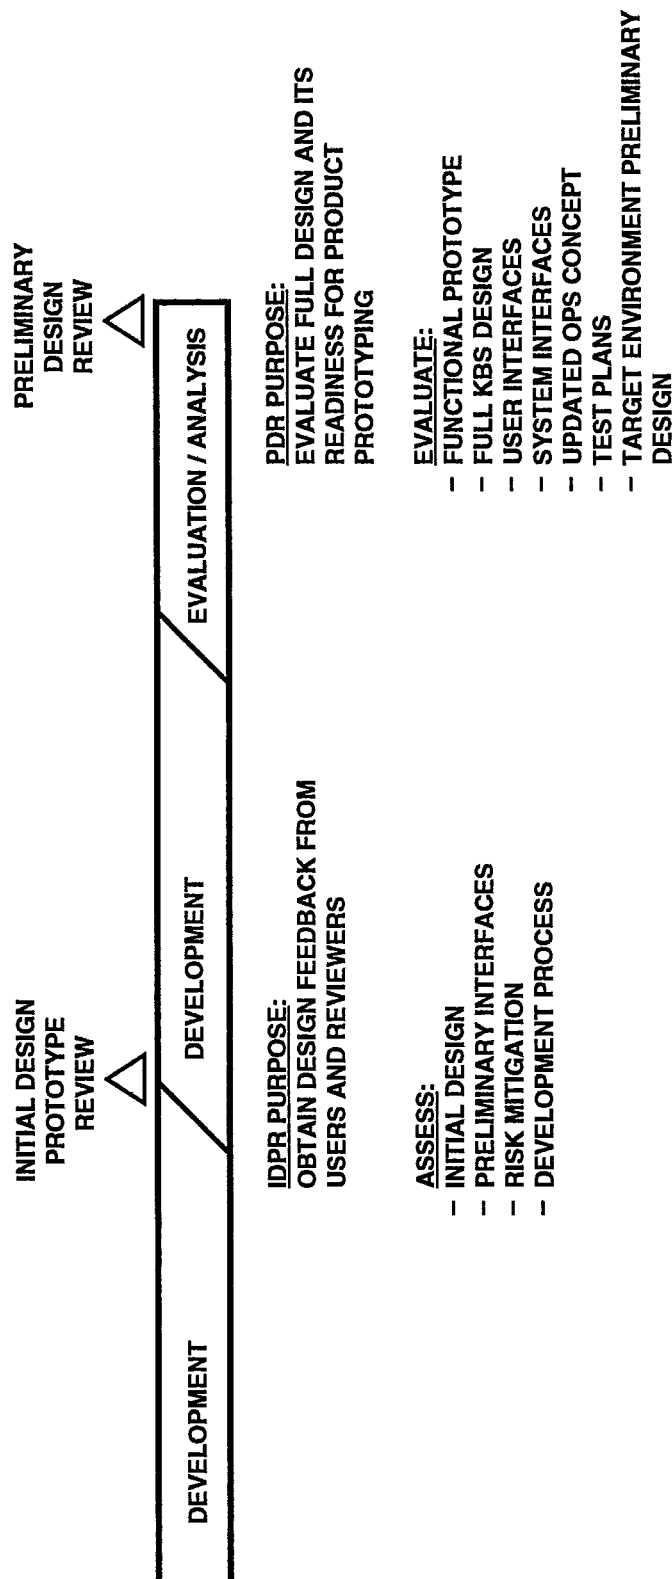 INITIAL DESIGN
PROTOTYPE
REVIEW
PRELIMINARY
DESIGN
REVIEW
DEVELOPMENT
DEVELOPMENT
EVALUATION / ANALYSIS
IDPR PURPOSE:
OBTAIN DESIGN FEEDBACK FROM
USERS AND REVIEWERS
ASSESS:
– INITIAL DESIGN
– PRELIMINARY INTERFACES
– RISK MITIGATION
– DEVELOPMENT PROCESS
PDR PURPOSE:
EVALUATE FULL DESIGN AND ITS
READINESS FOR PRODUCT
PROTOTYPING
EVALUATE:
– FUNCTIONAL PROTOTYPE
– FULL KBS DESIGN
– USER INTERFACES
– SYSTEM INTERFACES
– UPDATED OPS CONCEPT
– TEST PLANS
– TARGET ENVIRONMENT PRELIMINARY
DESIGN